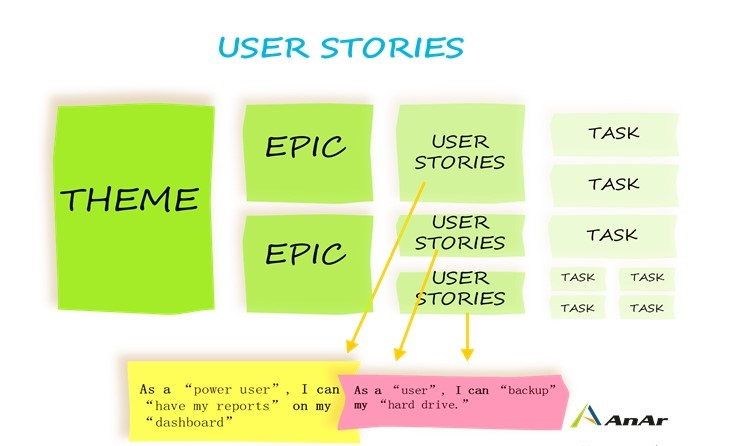 USER STORIES
THEME
EPIC
EPIC
USER
STORIES
USER
STORIES
USER
STORIES
TASK
TASK
TASK
TASK TASK
TASK TASK
As a “power user”, I can
“have my reports” on my
“dashboard”
As a “user”, I can “backup”
my “hard drive.”
AnAr